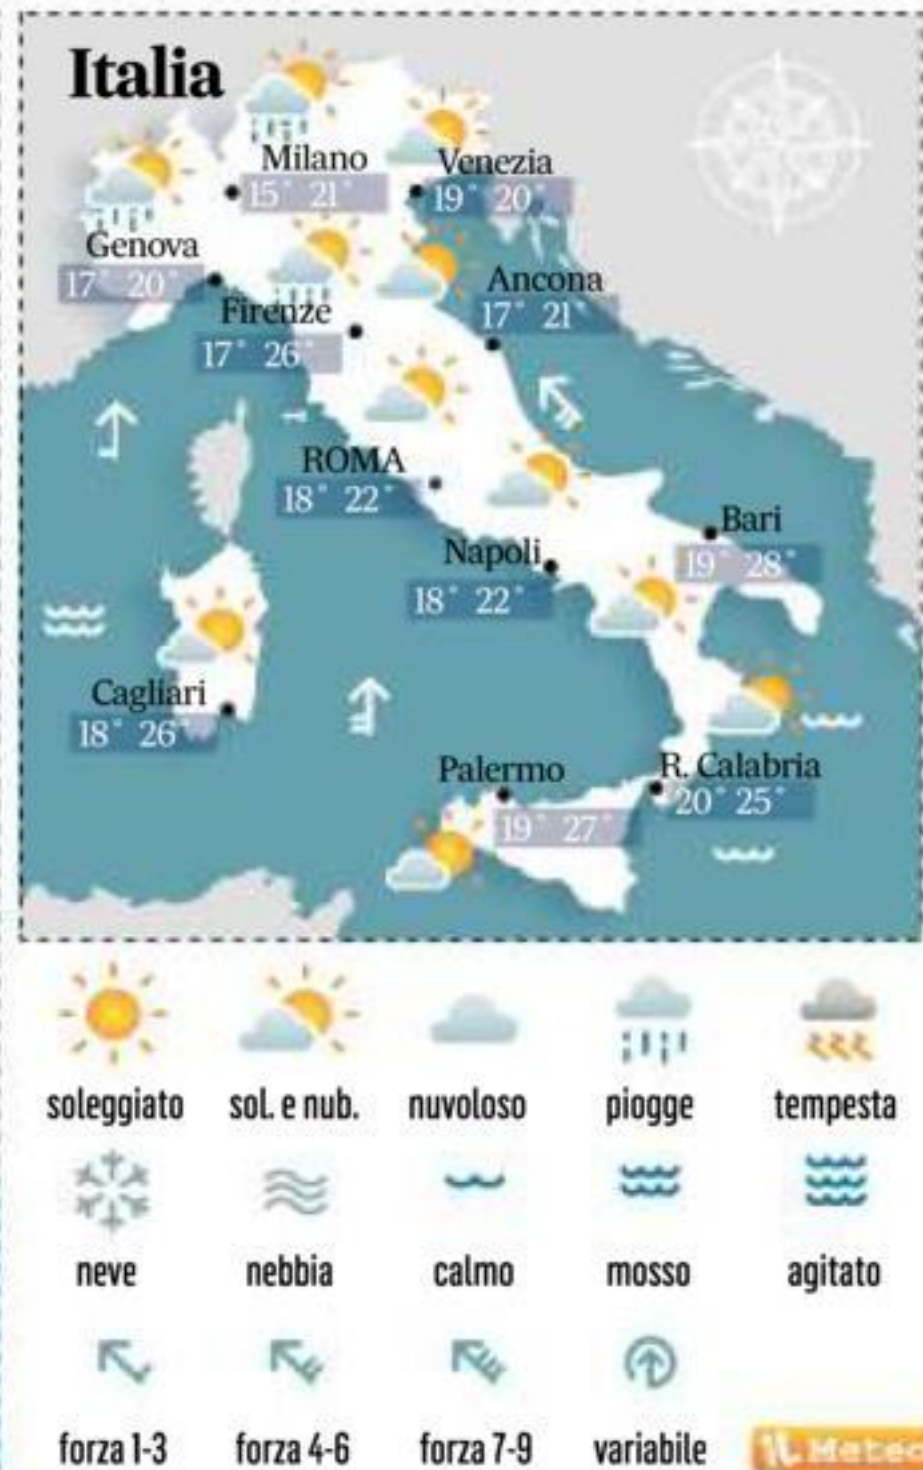 Italia
Milano
15° 21°
Venezia
19° 20°
Genova
17° 20°
Ancona
17° 21°
Firenze
17° 26°
ROMA
18° 22°
Bari
19° 28°
Napoli
18° 22°
Cagliari
18° 26°
Palermo
19° 27°
R. Calabria
20° 25°
soleggiato sol. e nub. nuvoloso piogge tempesta
neve nebbia calmo mosso agitato
forza 1-3 forza 4-6 forza 7-9 variabile
iL Meteo